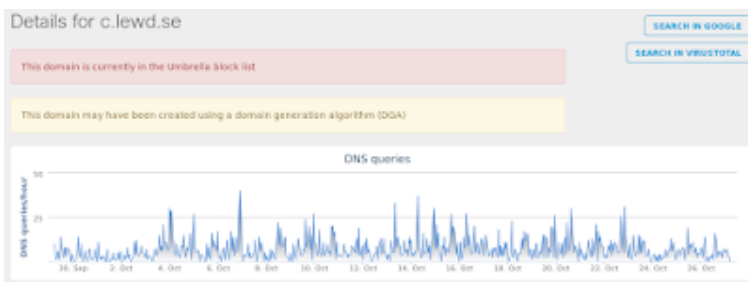 Details for c.lewd.se
SEARCH IN GOOGLE
SEARCH IN VIRUSTOTAL
This domain is currently in the Umbrella block list
This domain may have been created using a domain generation algorithm (DGA)
DNS queries
DNS queries/hour
50
25
30. Sep
2. Oct
4. Oct
6. Oct
8. Oct
10. Oct
12. Oct
14. Oct
16. Oct
18. Oct
20. Oct
22. Oct
24. Oct
26. Oct